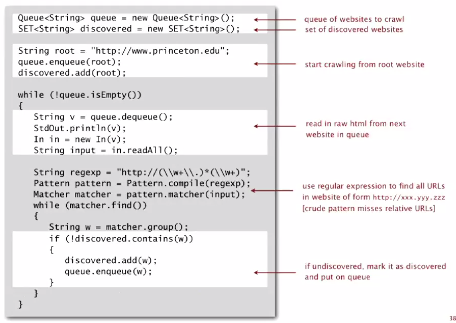 Queue<String> queue = new Queue<String>();
SET<String> discovered = new SET<String>();
queue of websites to crawl
set of discovered websites
String root = "http://www.princeton.edu";
queue.enqueue(root);
discovered.add(root);
start crawling from root website
while (!queue.isEmpty())
{
String v = queue.dequeue();
StdOut.println(v);
In in = new In(v);
String input = in.readAll();
read in raw html from next
website in queue
String regexp = "http://(\\w+\\.)*(\\w+)";
Pattern pattern = Pattern.compile(regexp);
Matcher matcher = pattern.matcher(input);
while (matcher.find())
{
String w = matcher.group();
use regular expression to find all URLs
in website of form http://xxx.yyy.zzz
[crude pattern misses relative URLs]
if (!discovered.contains(w))
{
discovered.add(w);
queue.enqueue(w);
}
if undiscovered, mark it as discovered
and put on queue
}
}
38